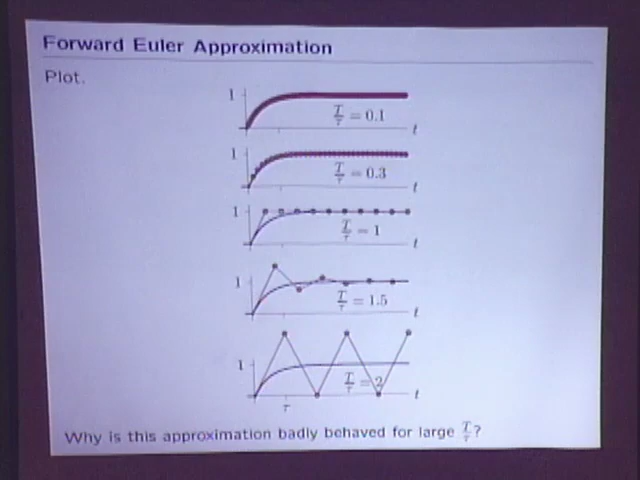 Forward Euler Approximation
Plot.
1
T/τ = 0.1
t
1
T/τ = 0.3
t
1
T/τ = 1
t
1
T/τ = 1.5
t
1
T/τ = 2
t
τ
Why is this approximation badly behaved for large T/τ?